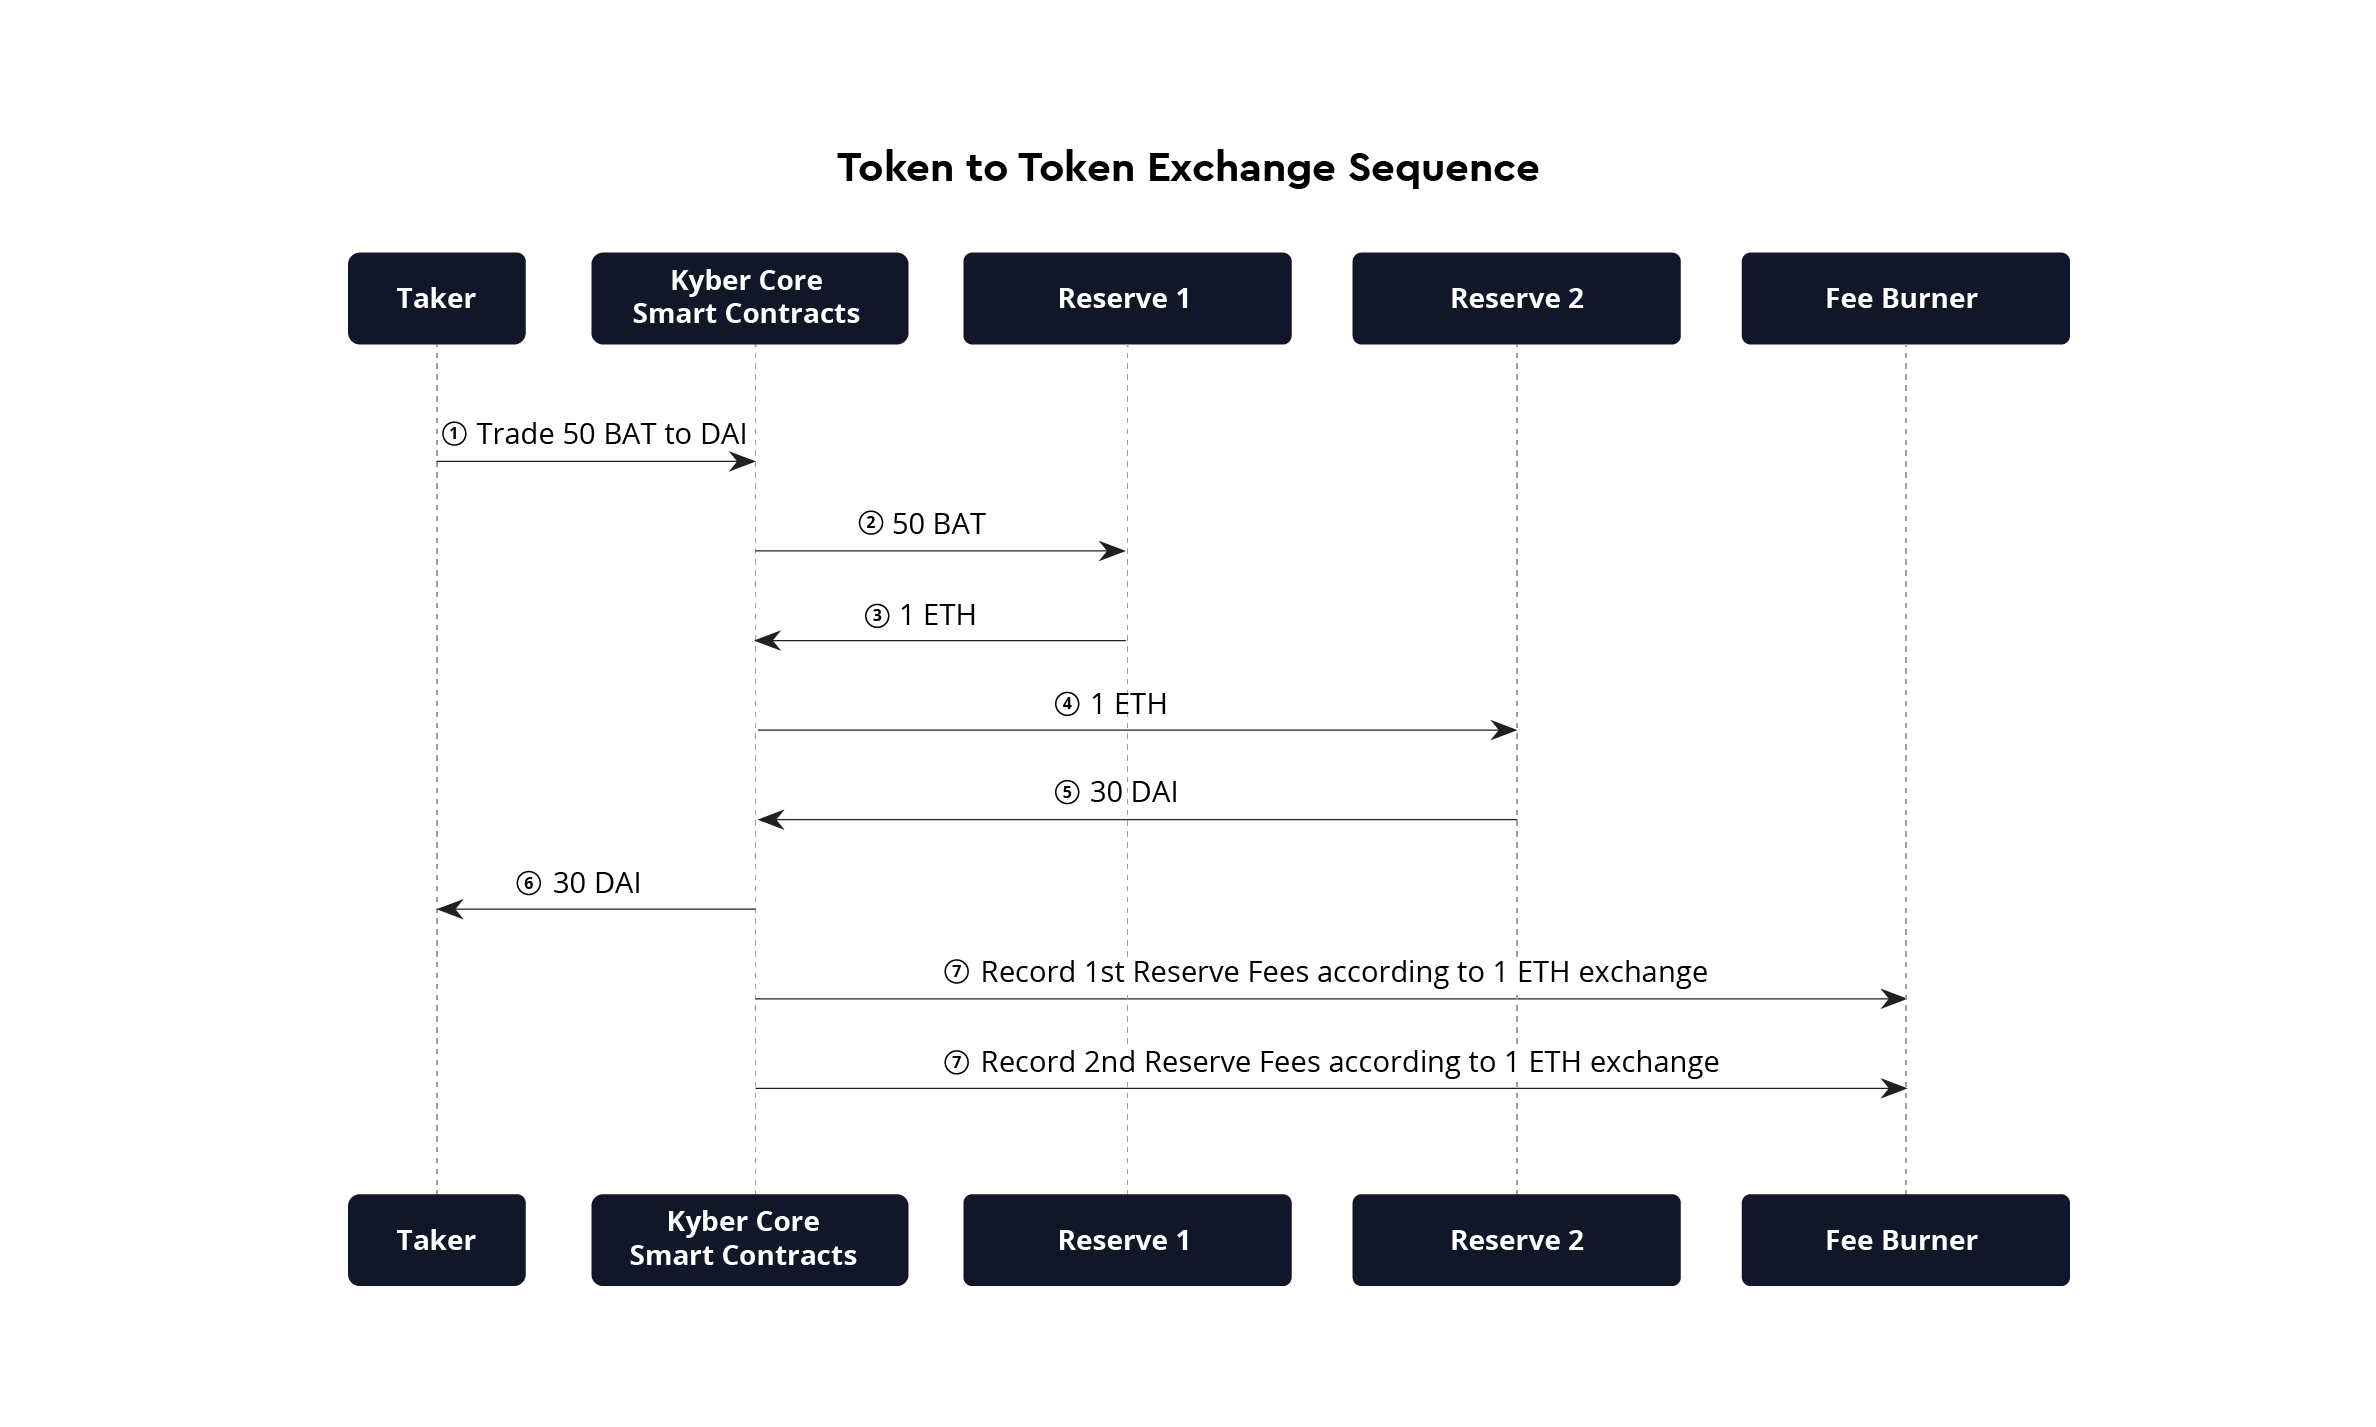 Token to Token Exchange Sequence
Taker
Kyber Core
Smart Contracts
Reserve 1
Reserve 2
Fee Burner
① Trade 50 BAT to DAI
② 50 BAT
③ 1 ETH
④ 1 ETH
⑤ 30 DAI
⑥ 30 DAI
⑦ Record 1st Reserve Fees according to 1 ETH exchange
⑦ Record 2nd Reserve Fees according to 1 ETH exchange
Taker
Kyber Core
Smart Contracts
Reserve 1
Reserve 2
Fee Burner